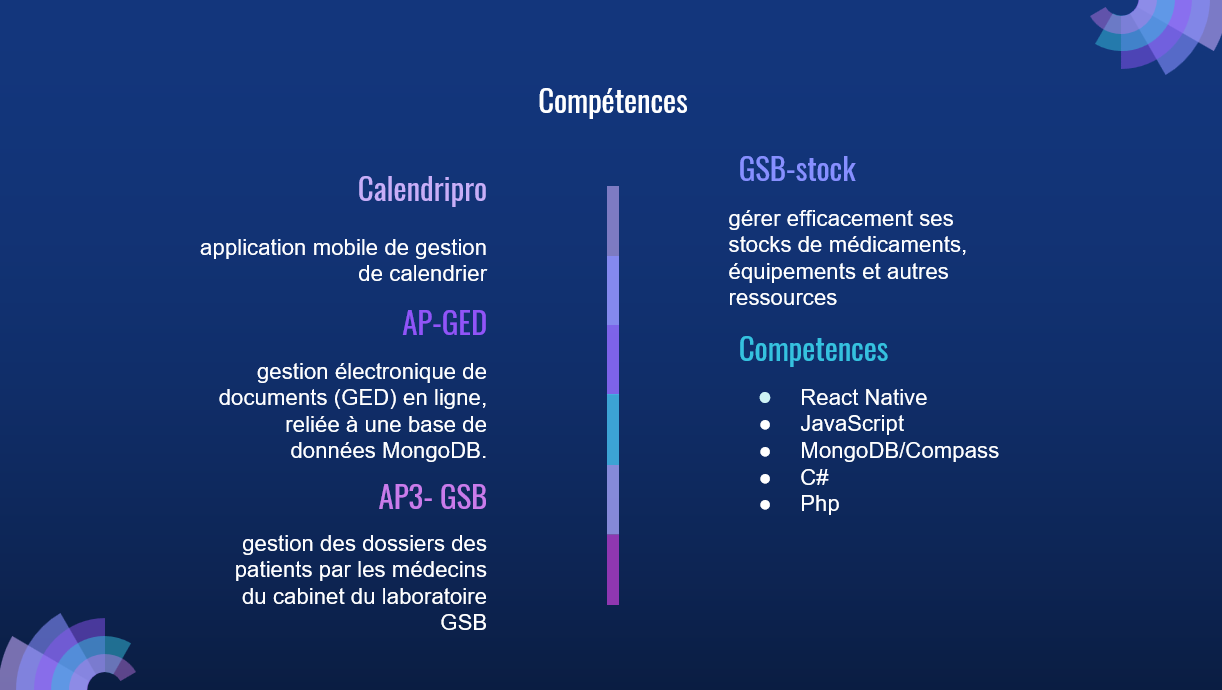 Compétences
Calendripro
application mobile de gestion
de calendrier
AP-GED
gestion électronique de
documents (GED) en ligne,
reliée à une base de
données MongoDB.
AP3- GSB
gestion des dossiers des
patients par les médecins
du cabinet du laboratoire
GSB
GSB-stock
gérer efficacement ses
stocks de médicaments,
équipements et autres
ressources
Competences
● React Native
● JavaScript
● MongoDB/Compass
● C#
● Php